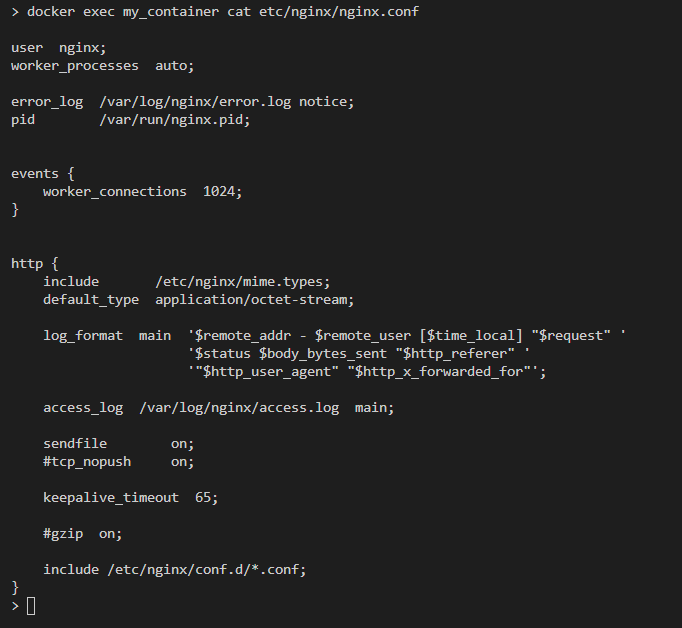 > docker exec my_container cat etc/nginx/nginx.conf

user  nginx;
worker_processes  auto;

error_log  /var/log/nginx/error.log notice;
pid        /var/run/nginx.pid;


events {
    worker_connections  1024;
}


http {
    include       /etc/nginx/mime.types;
    default_type  application/octet-stream;

    log_format  main  '$remote_addr - $remote_user [$time_local] "$request" '
                      '$status $body_bytes_sent "$http_referer" '
                      '"$http_user_agent" "$http_x_forwarded_for"';

    access_log  /var/log/nginx/access.log  main;

    sendfile        on;
    #tcp_nopush     on;

    keepalive_timeout  65;

    #gzip  on;

    include /etc/nginx/conf.d/*.conf;
}
>